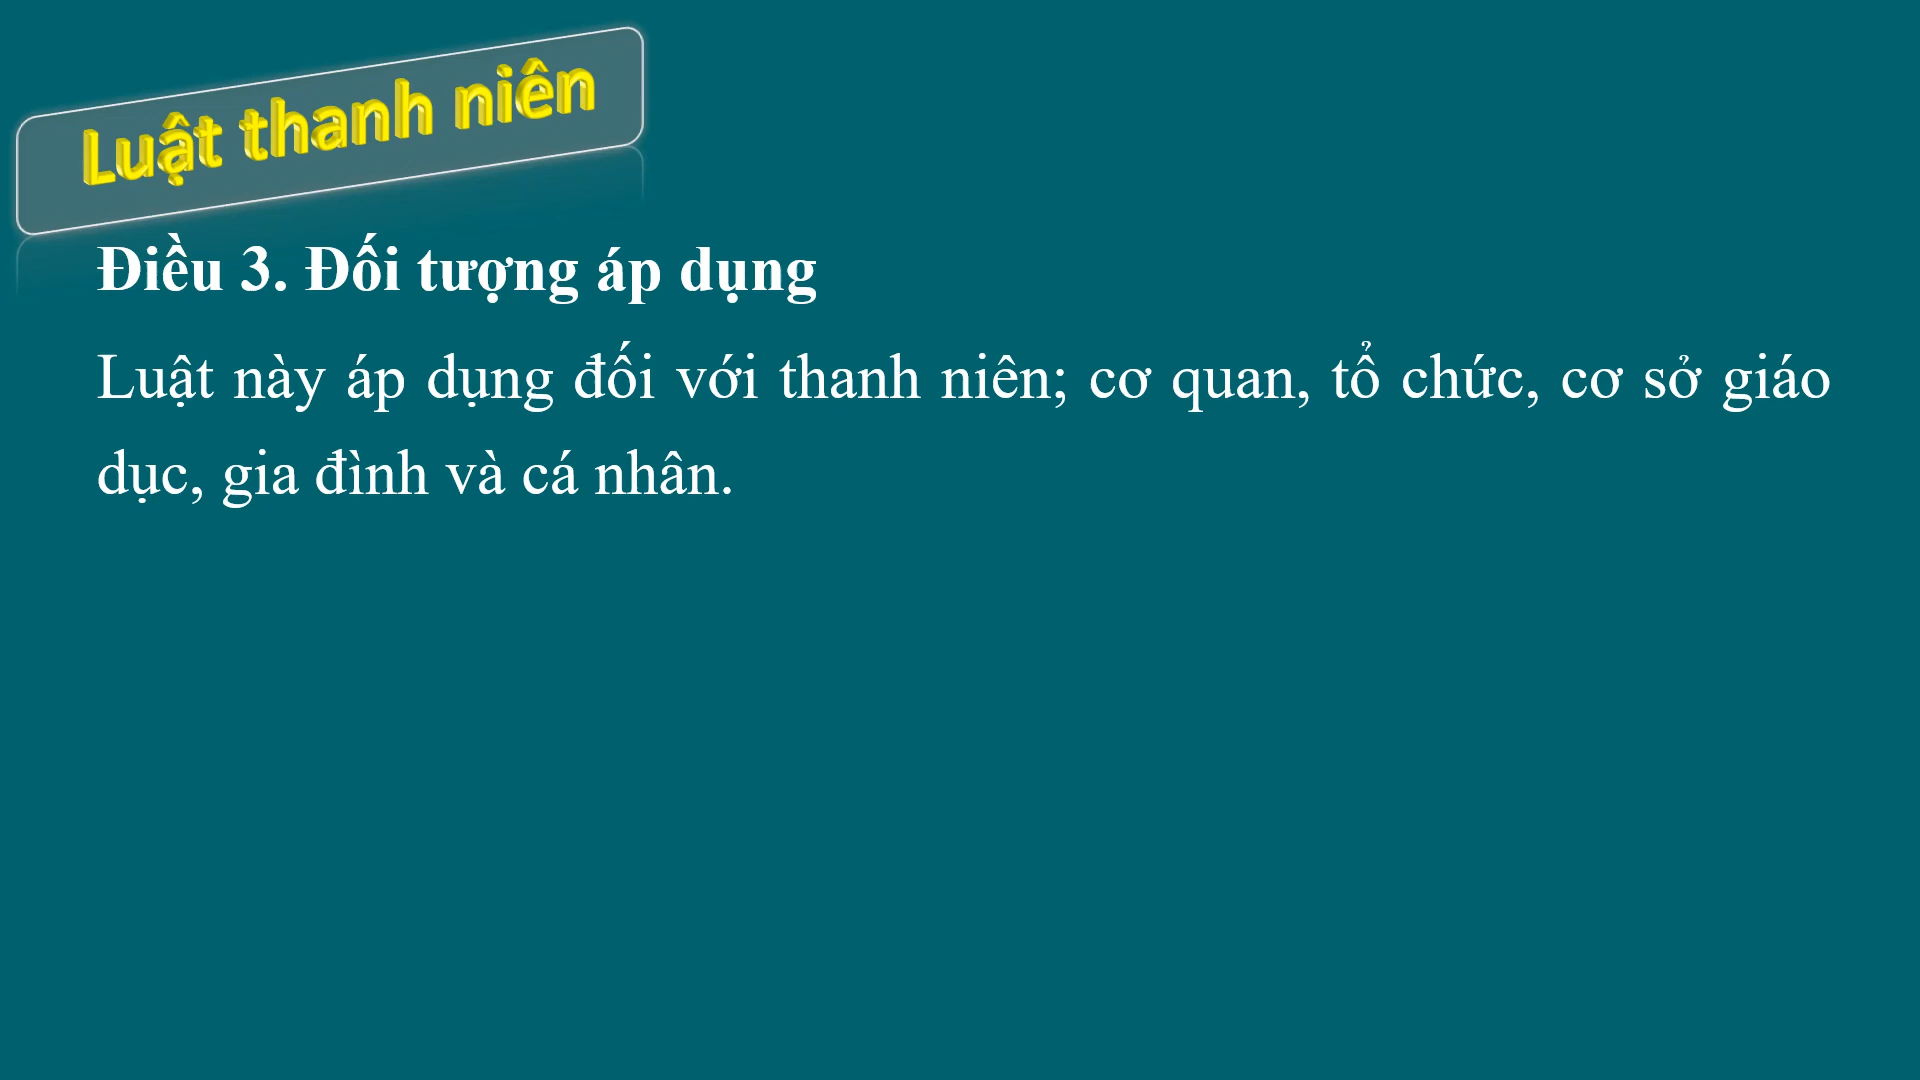 Luật thanh niên
Điều 3. Đối tượng áp dụng
Luật này áp dụng đối với thanh niên; cơ quan, tổ chức, cơ sở giáo
dục, gia đình và cá nhân.